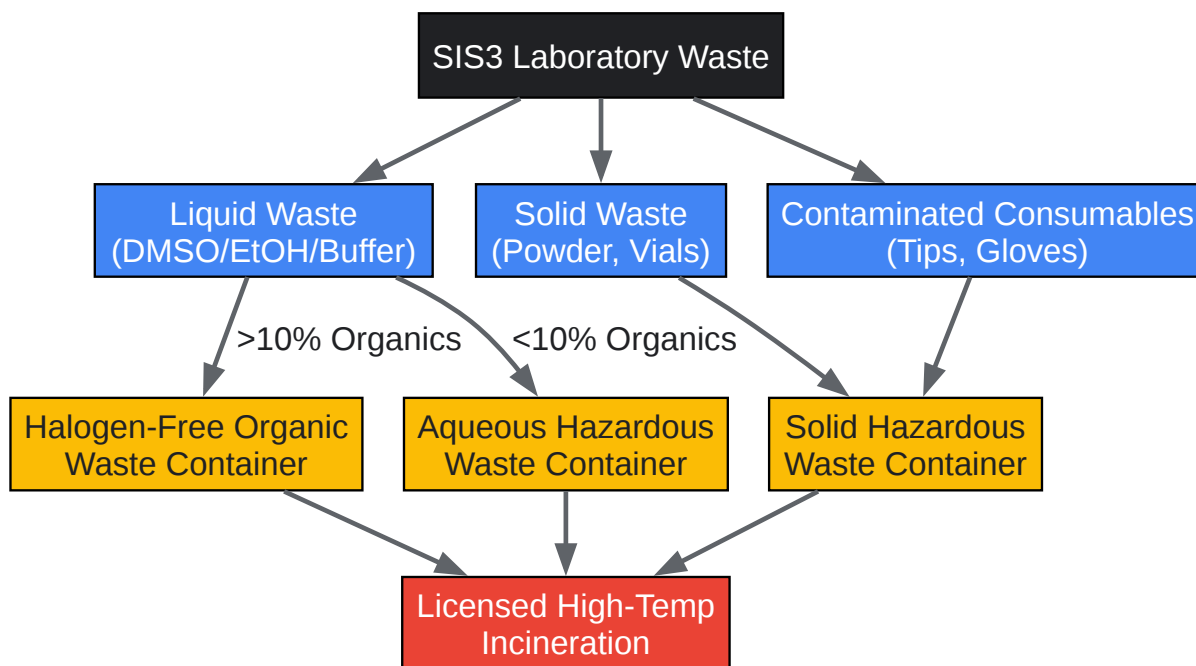 SIS3 Laboratory Waste
Liquid Waste
(DMSO/EtOH/Buffer)
Solid Waste
(Powder, Vials)
Contaminated Consumables
(Tips, Gloves)
>10% Organics
<10% Organics
Halogen-Free Organic
Waste Container
Aqueous Hazardous
Waste Container
Solid Hazardous
Waste Container
Licensed High-Temp
Incineration